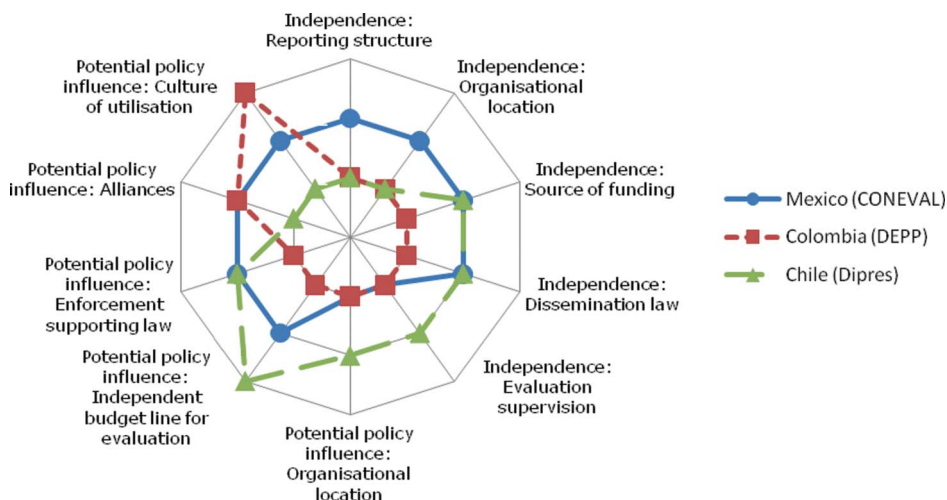 Independence:
Reporting structure
Independence:
Organisational
location
Independence:
Source of funding
Independence:
Dissemination law
Independence:
Evaluation
supervision
Potential policy
influence:
Organisational
location
Potential policy
influence:
Independent
budget line for
evaluation
Potential policy
influence:
Enforcement
supporting law
Potential policy
influence: Alliances
Potential policy
influence: Culture
of utilisation
Mexico (CONEVAL)
Colombia (DEPP)
Chile (Dipres)